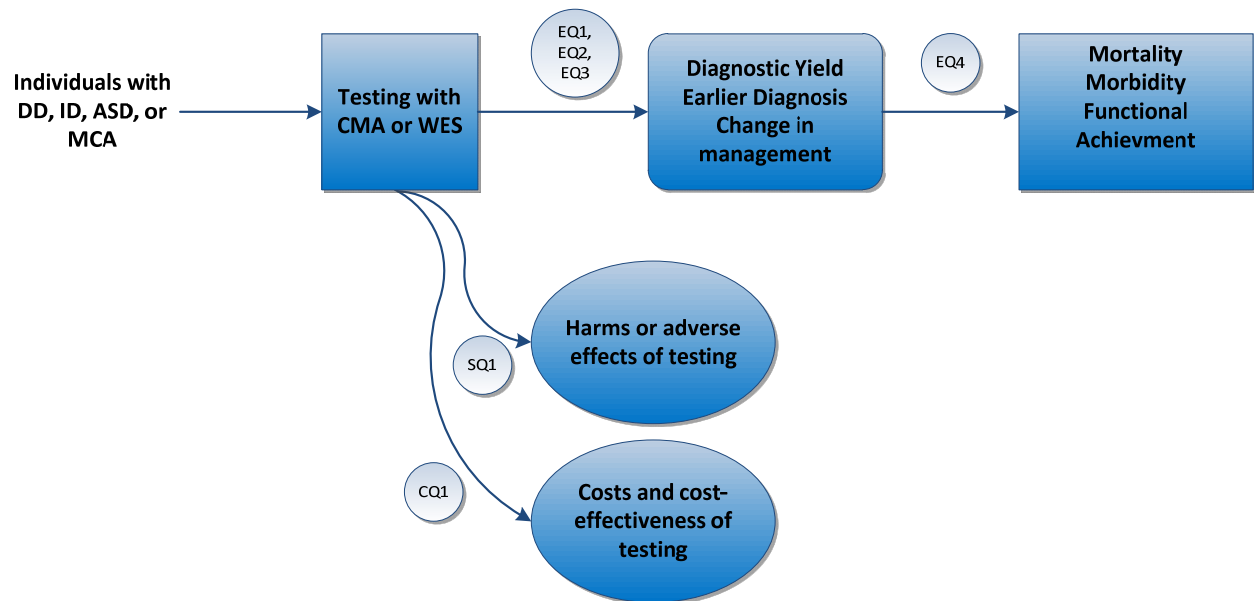 Individuals with
DD, ID, ASD, or
MCA
Testing with
CMA or WES
EQ1,
EQ2,
EQ3
Diagnostic Yield
Earlier Diagnosis
Change in
management
EQ4
Mortality
Morbidity
Functional
Achievment
SQ1
Harms or adverse
effects of testing
CQ1
Costs and cost-
effectiveness of
testing